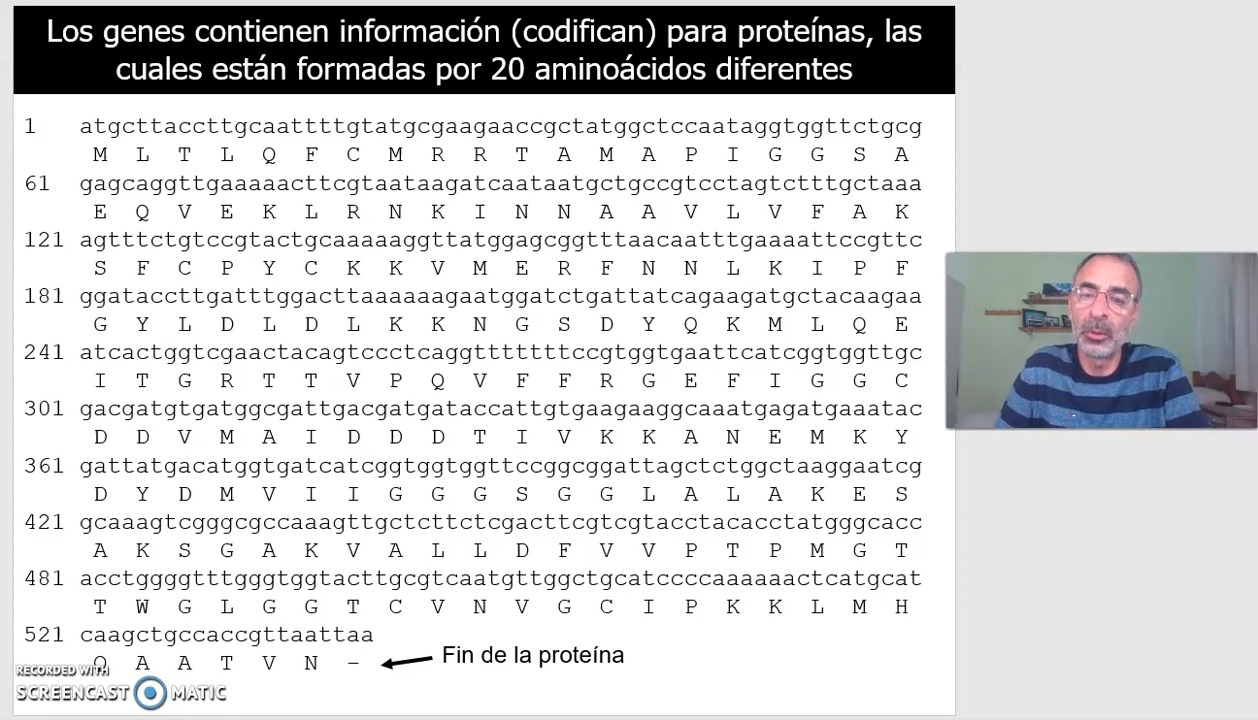 Los genes contienen información (codifican) para proteínas, las
cuales están formadas por 20 aminoácidos diferentes
1 atgcttaccttgcaattttgtatgcgaagaaccgctatggctccaataggtggttctgcg
M L T L Q F C M R R T A M A P I G G S A
61 gagcaggttgaaaaacttcgtaataagatcaataatgctgccgtcctagtctttgctaaa
E Q V E K L R N K I N N A A V L V F A K
121 agtttctgtccgtactgcaaaaaggttatggagcggtttaacaatttgaaaattccgttc
S F C P Y C K K V M E R F N N L K I P F
181 ggataccttgatttggacttaaaaaagaatggatctgattatcagaagatgctacaagaa
G Y L D L D L K K N G S D Y Q K M L Q E
241 atcactggtcgaactacagtccctcaggtttttttccgtggtgaattcatcggtggttgc
I T G R T T V P Q V F F R G E F I G G C
301 gacgatgtgatggcgattgacgatgataccattgtgaagaaggcaaatgagatgaaatac
D D V M A I D D D T I V K K A N E M K Y
361 gattatgacatggtgatcatcggtggtggttccggcggattagctctggctaaggaatcg
D Y D M V I I G G G S G G L A L A K E S
421 gcaaagtcgggcgccaaagttgctcttctcgacttcgtcgtacctacacctatgggcacc
A K S G A K V A L L D F V V P T P M G T
481 acctggggtttgggtggtacttgcgtcaatgttggctgcatccccaaaaaactcatgcat
T W G L G G T C V N V G C I P K K L M H
521 caagctgccaccgttaattaa
Q A A T V N –
Fin de la proteína
RECORDED WITH
SCREENCAST MATIC